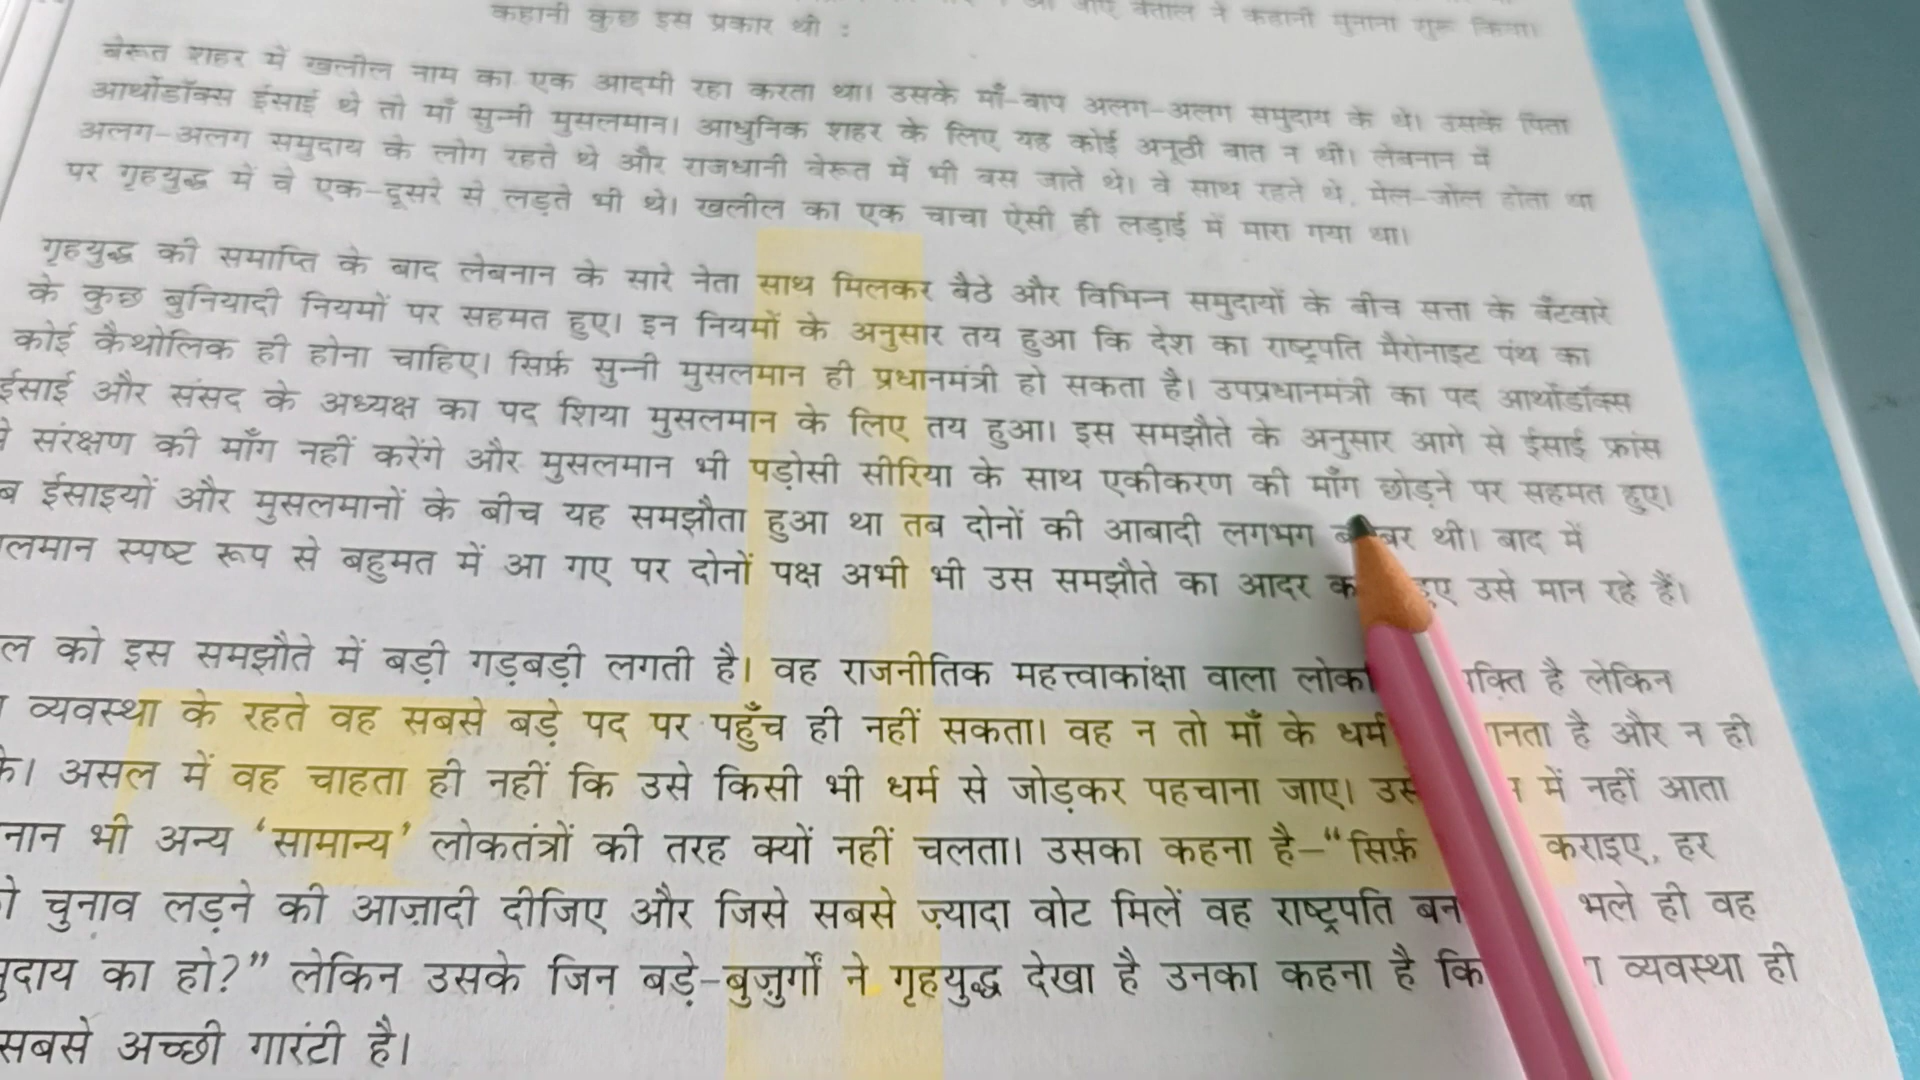 वेताल ने कहानी सुनाना शुरू किया।
कहानी कुछ इस प्रकार थी :
बेरूत शहर में खलील नाम का एक आदमी रहा करता था। उसके माँ-बाप अलग-अलग समुदाय के थे। उसके पिता
आर्थोडॉक्स ईसाई थे तो माँ सुन्नी मुसलमान। आधुनिक शहर के लिए यह कोई अनूठी बात न थी। लेबनान में
अलग-अलग समुदाय के लोग रहते थे और राजधानी बेरूत में भी बस जाते थे। वे साथ रहते थे, मेल-जोल होता था
पर गृहयुद्ध में वे एक-दूसरे से लड़ते भी थे। खलील का एक चाचा ऐसी ही लड़ाई में मारा गया था।
गृहयुद्ध की समाप्ति के बाद लेबनान के सारे नेता साथ मिलकर बैठे और विभिन्न समुदायों के बीच सत्ता के बँटवारे
के कुछ बुनियादी नियमों पर सहमत हुए। इन नियमों के अनुसार तय हुआ कि देश का राष्ट्रपति मैरोनाइट पंथ का
कोई कैथोलिक ही होना चाहिए। सिर्फ़ सुन्नी मुसलमान ही प्रधानमंत्री हो सकता है। उपप्रधानमंत्री का पद आर्थोडॉक्स
ईसाई और संसद के अध्यक्ष का पद शिया मुसलमान के लिए तय हुआ। इस समझौते के अनुसार आगे से ईसाई फ्रांस
संरक्षण की माँग नहीं करेंगे और मुसलमान भी पड़ोसी सीरिया के साथ एकीकरण की माँग छोड़ने पर सहमत हुए।
ब ईसाइयों और मुसलमानों के बीच यह समझौता हुआ था तब दोनों की आबादी लगभग थी। बाद में
लमान स्पष्ट रूप से बहुमत में आ गए पर दोनों पक्ष अभी भी उस समझौते का आदर उसे मान रहे हैं।
ल को इस समझौते में बड़ी गड़बड़ी लगती है। वह राजनीतिक महत्त्वाकांक्षा वाला है लेकिन
व्यवस्था के रहते वह सबसे बड़े पद पर पहुँच ही नहीं सकता। वह न तो माँ के धर्म है और न ही
के। असल में वह चाहता ही नहीं कि उसे किसी भी धर्म से जोड़कर पहचाना जाए। में नहीं आता
नान भी अन्य ‘सामान्य’ लोकतंत्रों की तरह क्यों नहीं चलता। उसका कहना है–“सिर्फ़ कराइए, हर
चुनाव लड़ने की आज़ादी दीजिए और जिसे सबसे ज़्यादा वोट मिलें वह राष्ट्रपति बन भले ही वह
मुदाय का हो?” लेकिन उसके जिन बड़े-बुज़ुर्गों ने गृहयुद्ध देखा है उनका कहना है कि व्यवस्था ही
सबसे अच्छी गारंटी है।